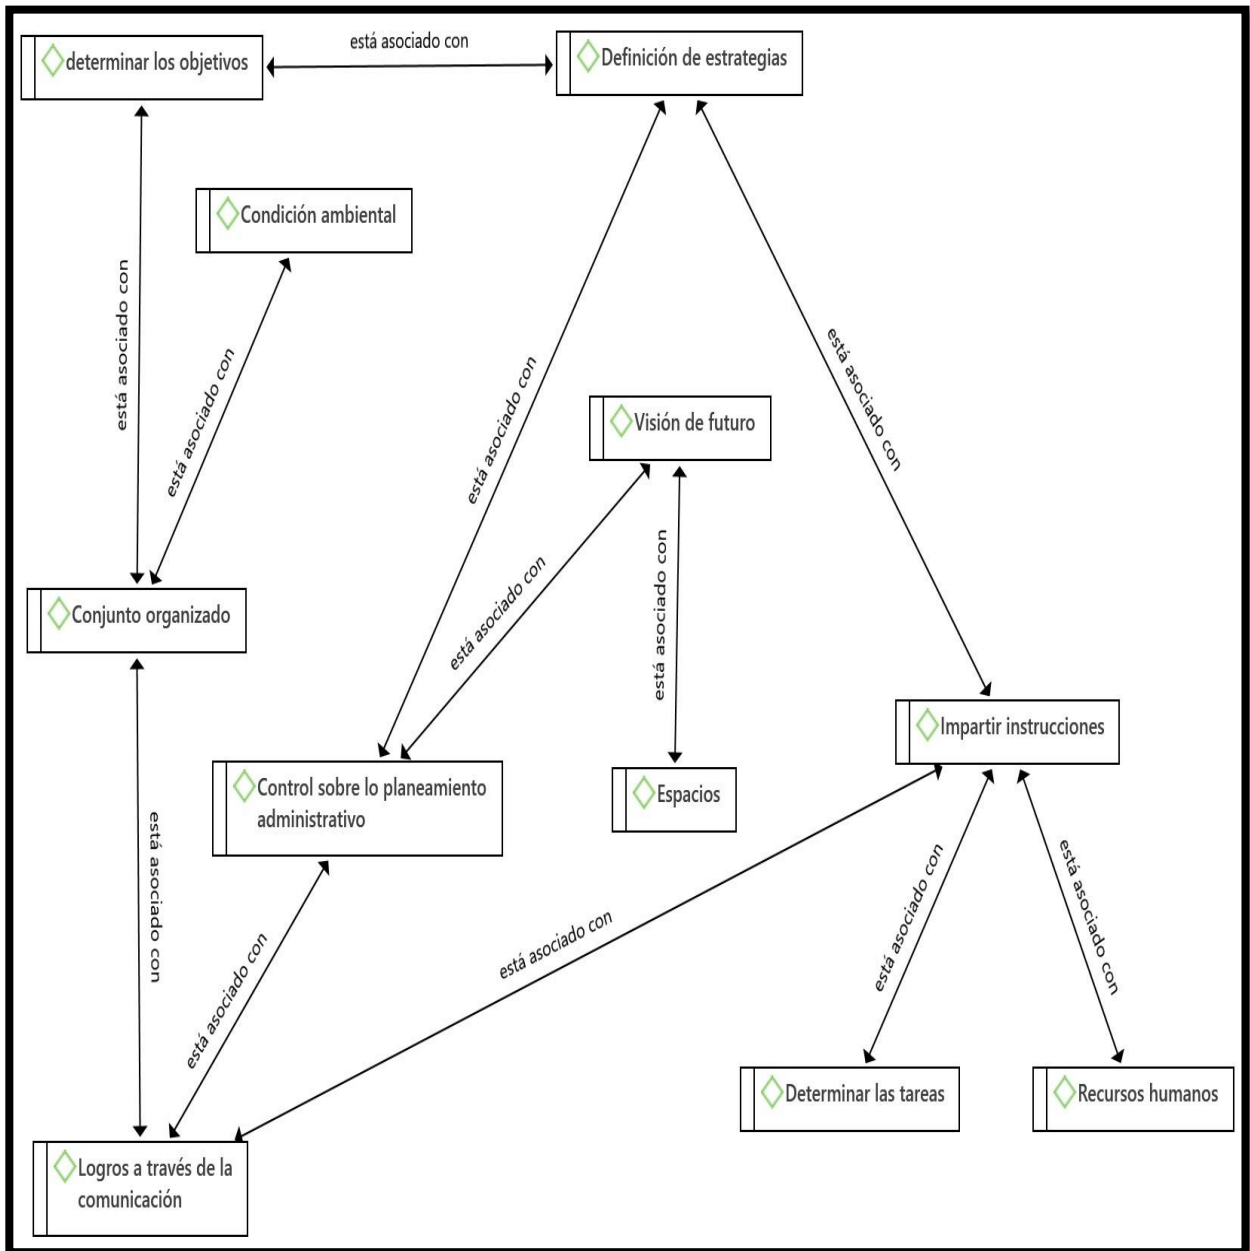 determinar los objetivos
está asociado con
Definición de estrategias
Condición ambiental
está asociado con
está asociado con
está asociado con
está asociado con
Visión de futuro
está asociado con
está asociado con
Conjunto organizado
Impartir instrucciones
Control sobre lo planeamiento
administrativo
Espacios
está asociado con
está asociado con
está asociado con
está asociado con
está asociado con
Determinar las tareas
Recursos humanos
Logros a través de la
comunicación